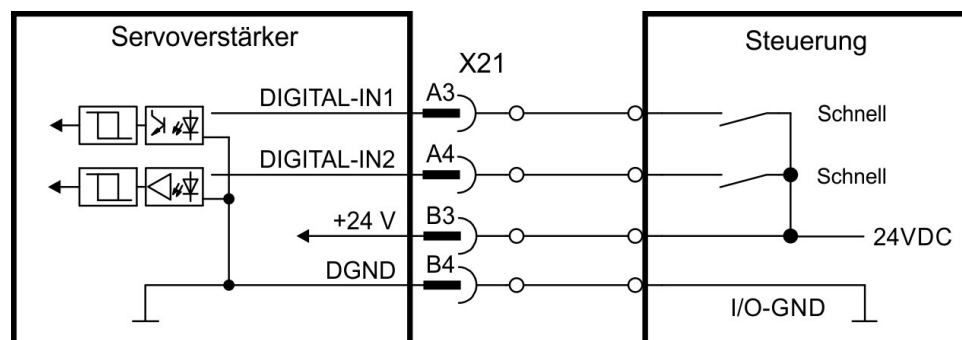 Servoverstärker
Steuerung
X21
DIGITAL-IN1
A3
Schnell
DIGITAL-IN2
A4
Schnell
+24 V
B3
24VDC
DGND
B4
I/O-GND